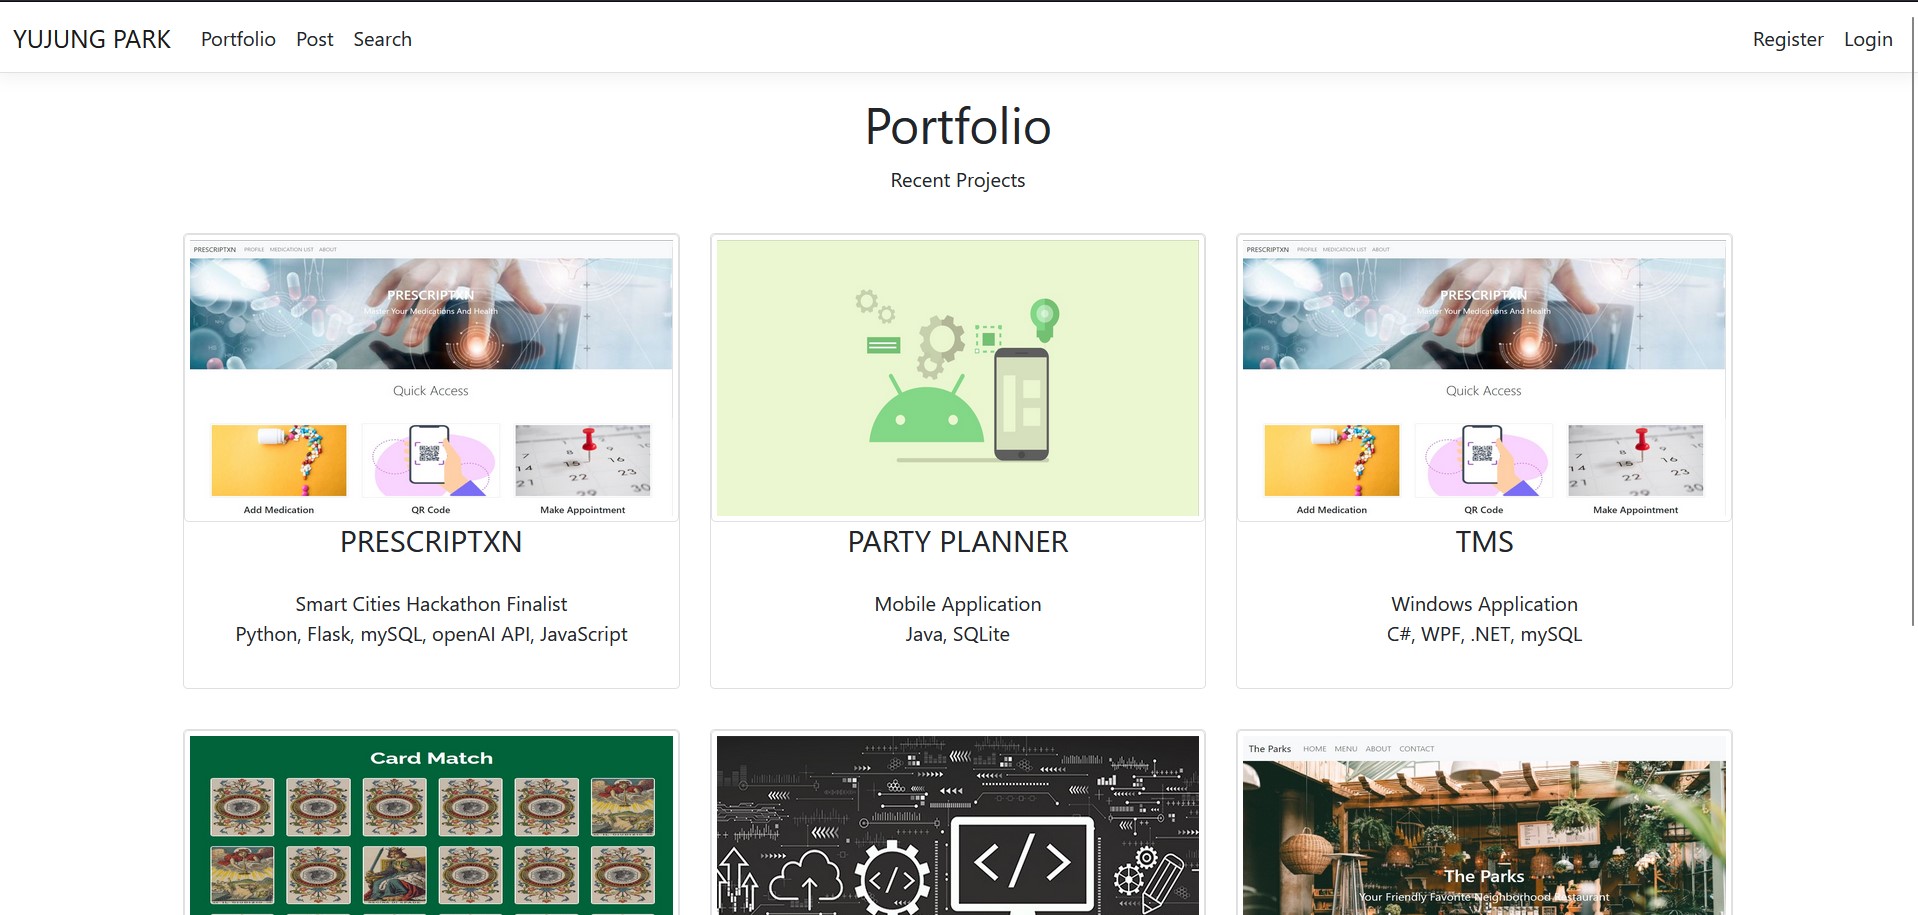 YUJUNG PARK Portfolio Post Search Register Login
Portfolio
Recent Projects
PRESCRIPTXN PROFILE MEDICATION LIST ABOUT
PRESCRIPTXN
Master Your Medications And Health
Quick Access
Add Medication QR Code Make Appointment
PRESCRIPTXN
Smart Cities Hackathon Finalist
Python, Flask, mySQL, openAI API, JavaScript
PARTY PLANNER
Mobile Application
Java, SQLite
PRESCRIPTXN PROFILE MEDICATION LIST ABOUT
PRESCRIPTXN
Master Your Medications And Health
Quick Access
Add Medication QR Code Make Appointment
TMS
Windows Application
C#, WPF, .NET, mySQL
Card Match
</>
</>
The Parks HOME MENU ABOUT CONTACT
The Parks
Your Friendly Favorite Neighborhood Restaurant